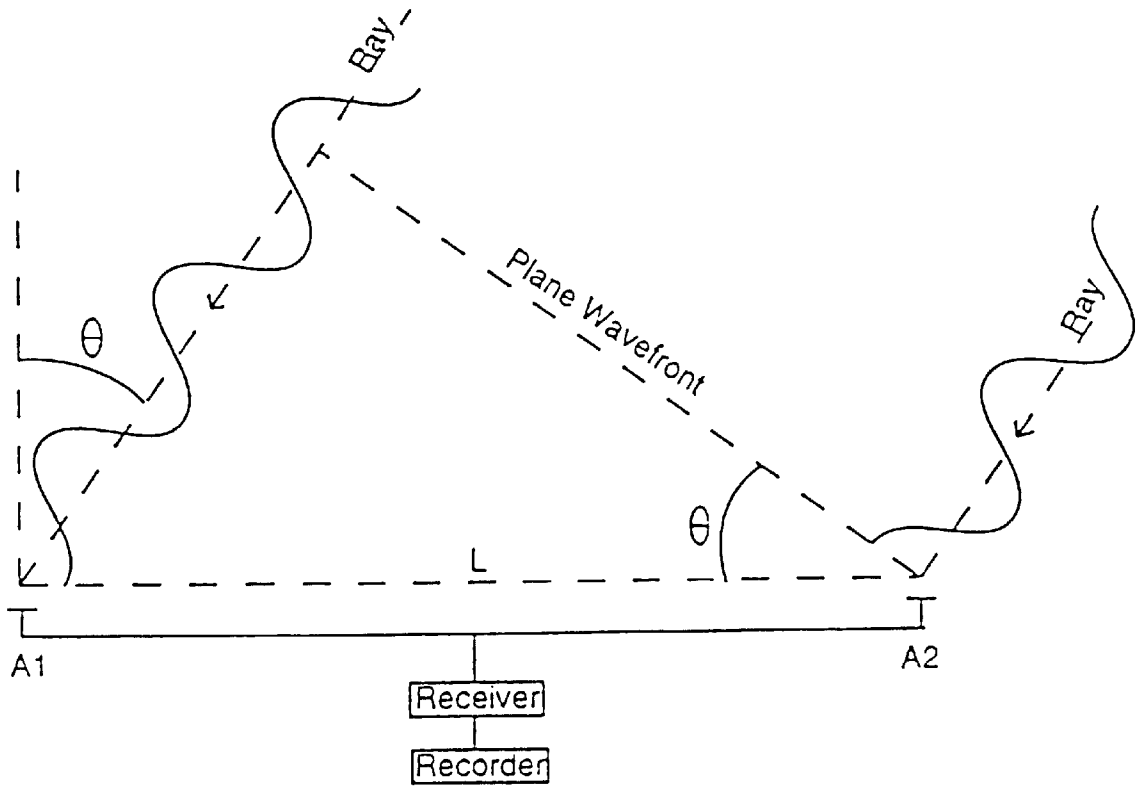 Ray
Plane Wavefront
Ray
θ
θ
L
A1
A2
Receiver
Recorder